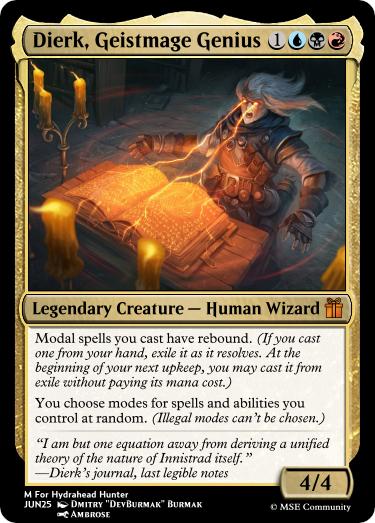 Dierk, Geistmage Genius 1
Legendary Creature — Human Wizard
Modal spells you cast have rebound. (If you cast
one from your hand, exile it as it resolves. At the
beginning of your next upkeep, you may cast it from
exile without paying its mana cost.)
You choose modes for spells and abilities you
control at random. (Illegal modes can't be chosen.)
“I am but one equation away from deriving a unified
theory of the nature of Innistrad itself.”
—Dierk's journal, last legible notes
4/4
M For Hydrahead Hunter
JUN25 Dmitry "DevBurmak" Burmak
Ambrose
© MSE Community